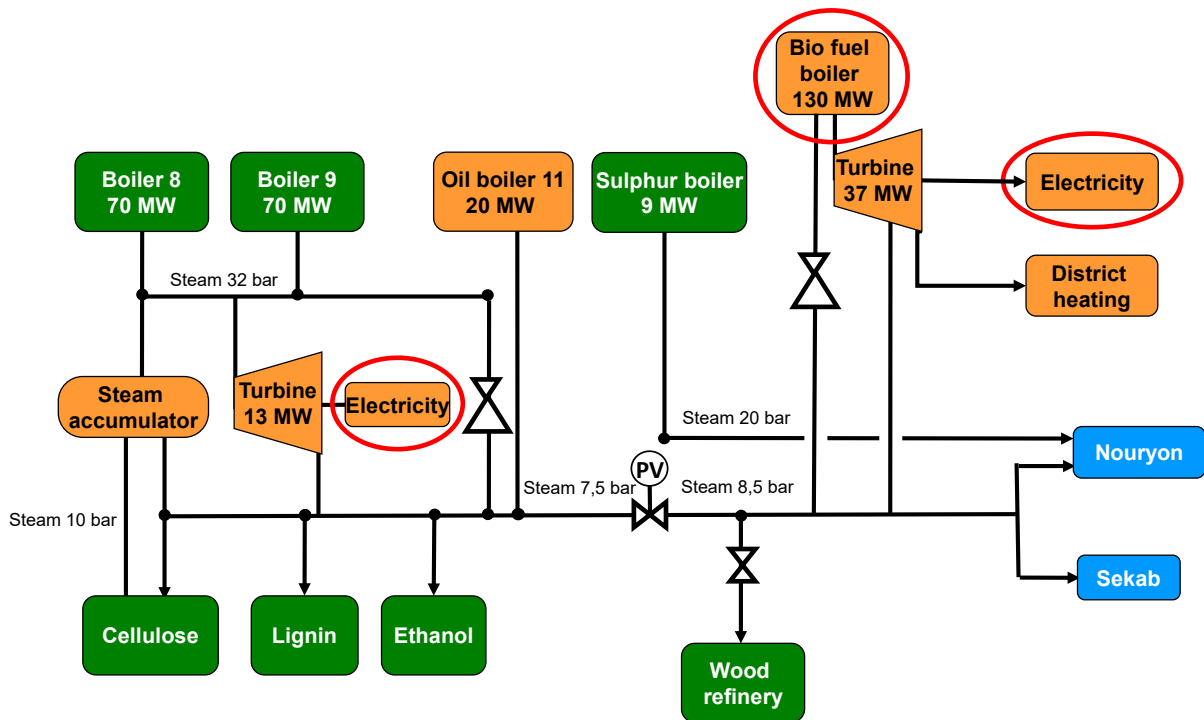 Bio fuel
boiler
130 MW
Boiler 8
70 MW
Boiler 9
70 MW
Oil boiler 11
20 MW
Sulphur boiler
9 MW
Turbine
37 MW
Electricity
Steam 32 bar
District
heating
Steam
accumulator
Turbine
13 MW
Electricity
Steam 20 bar
Nouryon
PV
Steam 7,5 bar
Steam 8,5 bar
Steam 10 bar
Sekab
Cellulose
Lignin
Ethanol
Wood
refinery